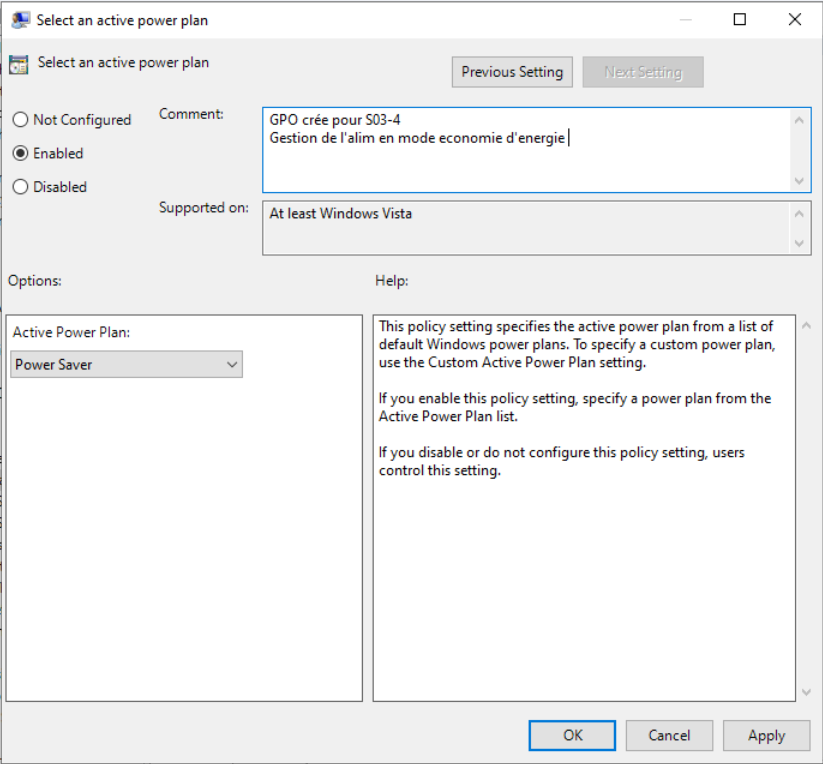 Select an active power plan
Select an active power plan
Previous Setting
Next Setting
Not Configured
Enabled
Disabled
Comment:
GPO crée pour S03-4
Gestion de l'alim en mode economie d'energie
Supported on:
At least Windows Vista
Options:
Help:
Active Power Plan:
Power Saver
This policy setting specifies the active power plan from a list of
default Windows power plans. To specify a custom power plan,
use the Custom Active Power Plan setting.
If you enable this policy setting, specify a power plan from the
Active Power Plan list.
If you disable or do not configure this policy setting, users
control this setting.
OK
Cancel
Apply